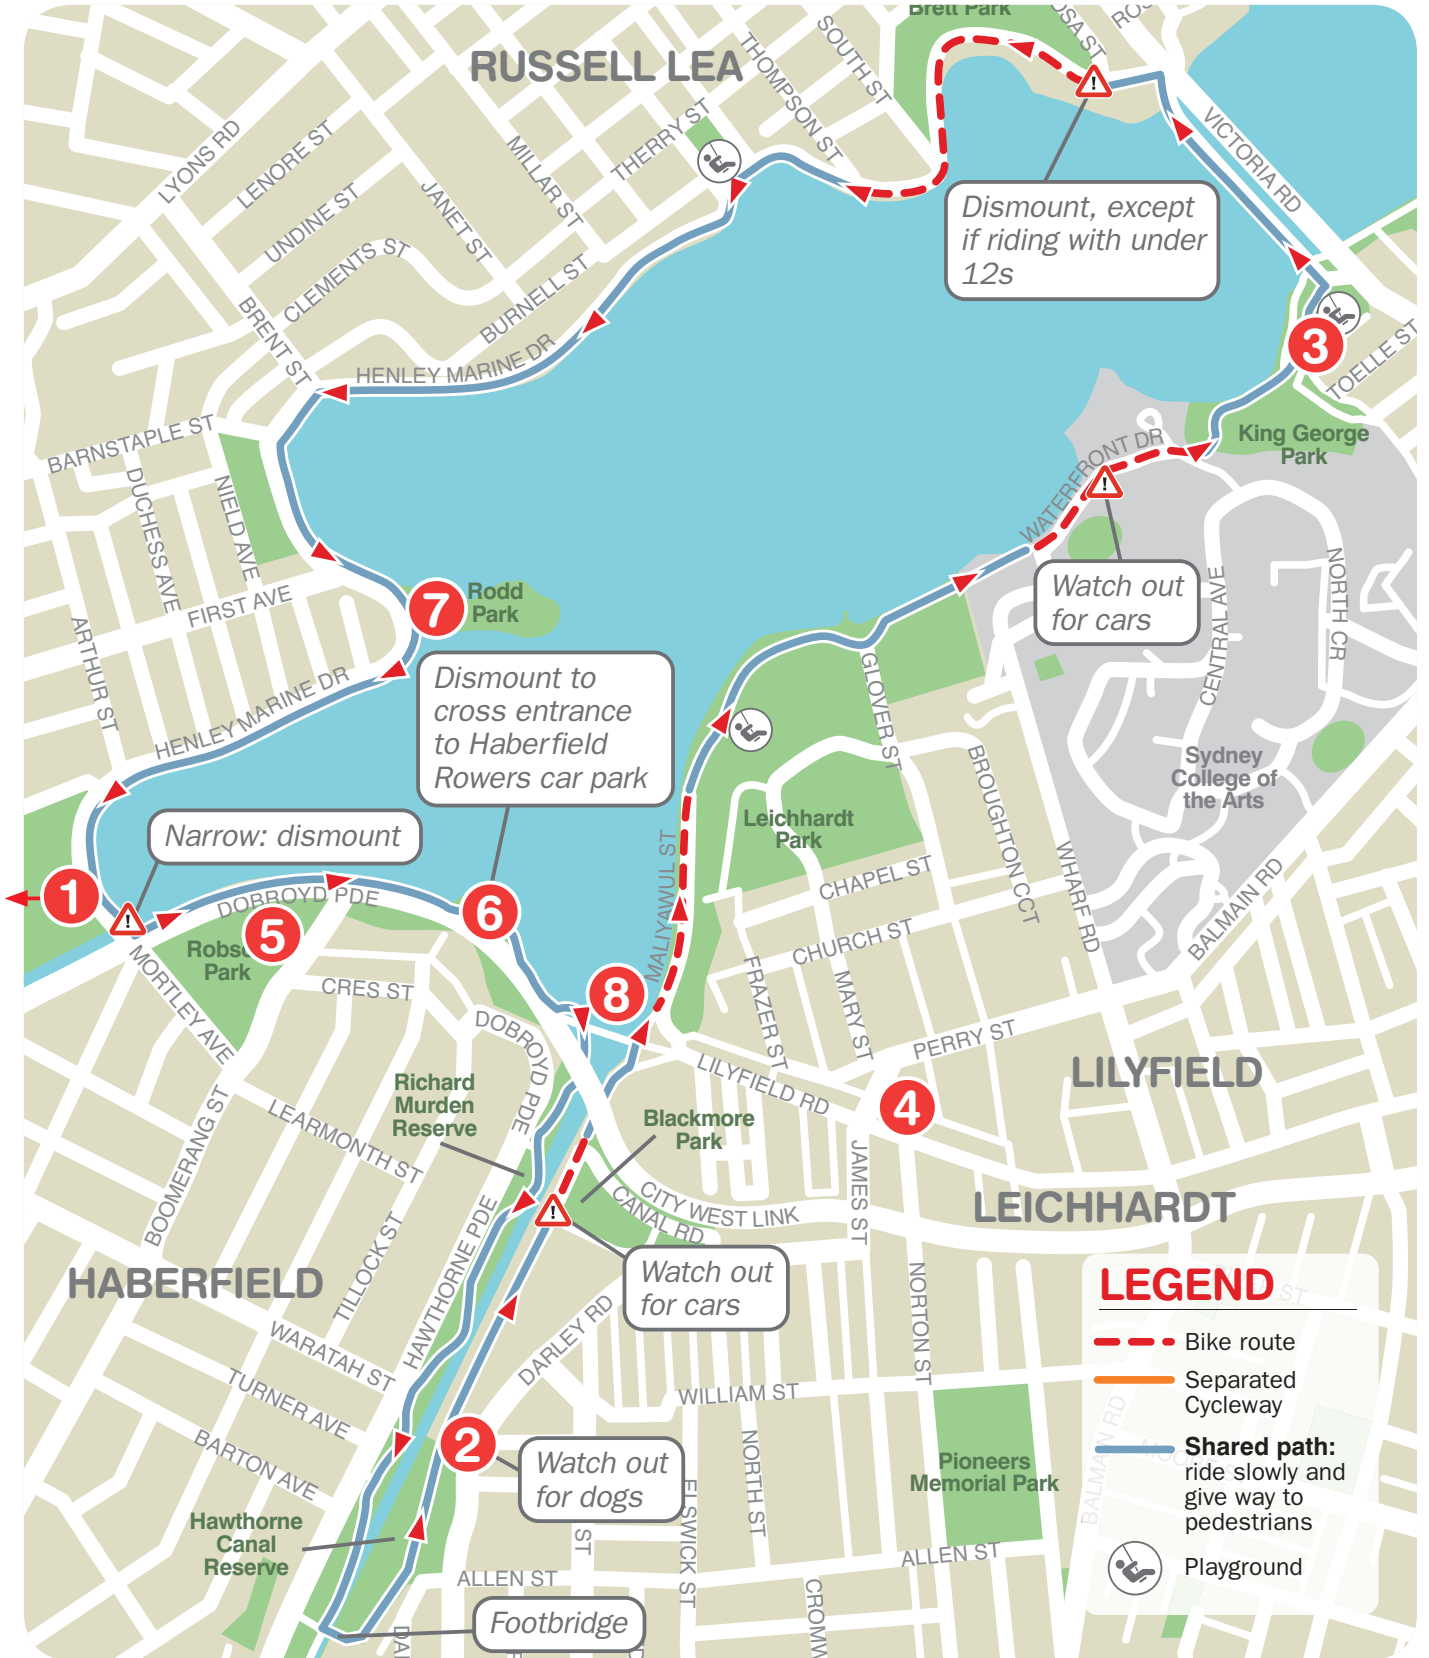 Brett Park
RUSSELL LEA
THOMPSON ST
SOUTH ST
VICTORIA RD
LYONS RD
LENORE ST
UNDINE ST
CLEMENTS ST
JANET ST
MILLAR ST
THERRY ST
BURNELL ST
BRENT ST
HENLEY MARINE DR
Dismount, except
if riding with under
12s
3
TOELLE ST
King George
Park
WATERFRONT DR
BARNSTAPLE ST
DUCHESS AVE
NIELD AVE
FIRST AVE
ARTHUR ST
HENLEY MARINE DR
7
Rodd
Park
Watch out
for cars
NORTH CR
CENTRAL AVE
Sydney
College of
the Arts
Dismount to
cross entrance
to Haberfield
Rowers car park
GLOVER ST
BROUGHTON CCT
WHARF RD
BALMAIN RD
Leichhardt
Park
MALIYAWUL ST
CHAPEL ST
CHURCH ST
FRAZER ST
MARY ST
PERRY ST
LILYFIELD RD
Narrow: dismount
1
DOBROYD PDE
5
Park
6
8
MORTLEY AVE
CRES ST
DOBROYD PDE
LILYFIELD
4
Richard
Murden
Reserve
Blackmore
Park
LEARMONTH ST
BOOMERANG ST
TILLOCK ST
HAWTHORNE PDE
CITY WEST LINK
CANAL RD
JAMES ST
LEICHHARDT
HABERFIELD
Watch out
for cars
WARATAH ST
TURNER AVE
BARTON AVE
DARLEY RD
WILLIAM ST
NORTON ST
2
Watch out
for dogs
NORTH ST
ELSWICK ST
ST
Pioneers
Memorial Park
BALMAIN RD
Hawthorne
Canal
Reserve
ALLEN ST
ALLEN ST
Footbridge
LEGEND
Bike route
Separated
Cycleway
Shared path:
ride slowly and
give way to
pedestrians
Playground